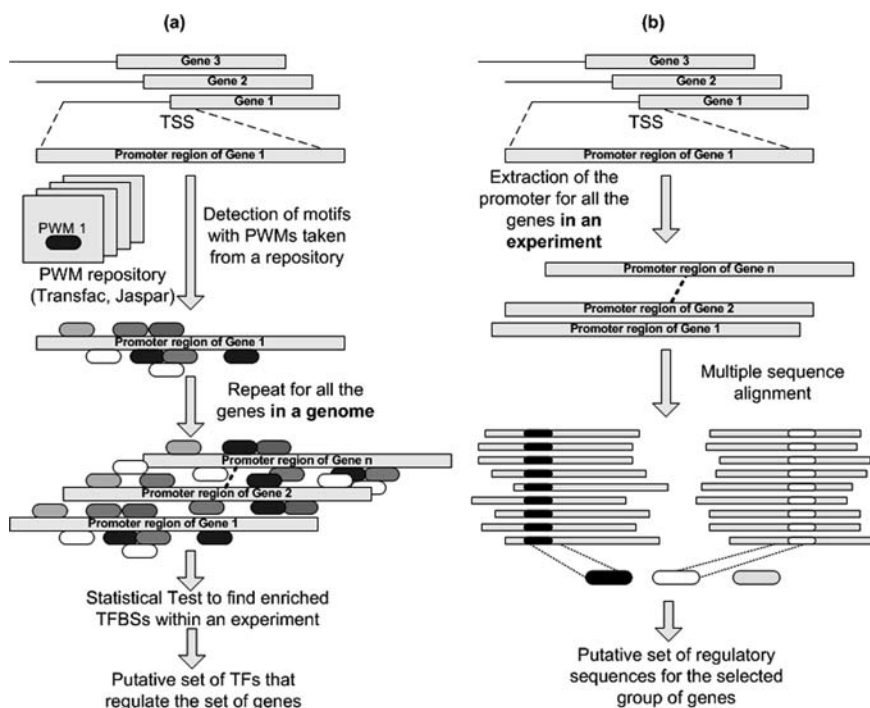 (a)
Gene 3
Gene 2
Gene 1
TSS
Promoter region of Gene 1
PWM 1
PWM repository
(Transfac, Jaspar)
Detection of motifs
with PWMs taken
from a repository
Promoter region of Gene 1
Repeat for all the
genes in a genome
Promoter region of Gene n
Promoter region of Gene 2
Promoter region of Gene 1
Statistical Test to find enriched
TFBSs within an experiment
Putative set of TFs that
regulate the set of genes
(b)
Gene 3
Gene 2
Gene 1
TSS
Promoter region of Gene 1
Extraction of the
promoter for all the
genes in an
experiment
Promoter region of Gene n
Promoter region of Gene 2
Promoter region of Gene 1
Multiple sequence
alignment
Putative set of regulatory
sequences for the selected
group of genes